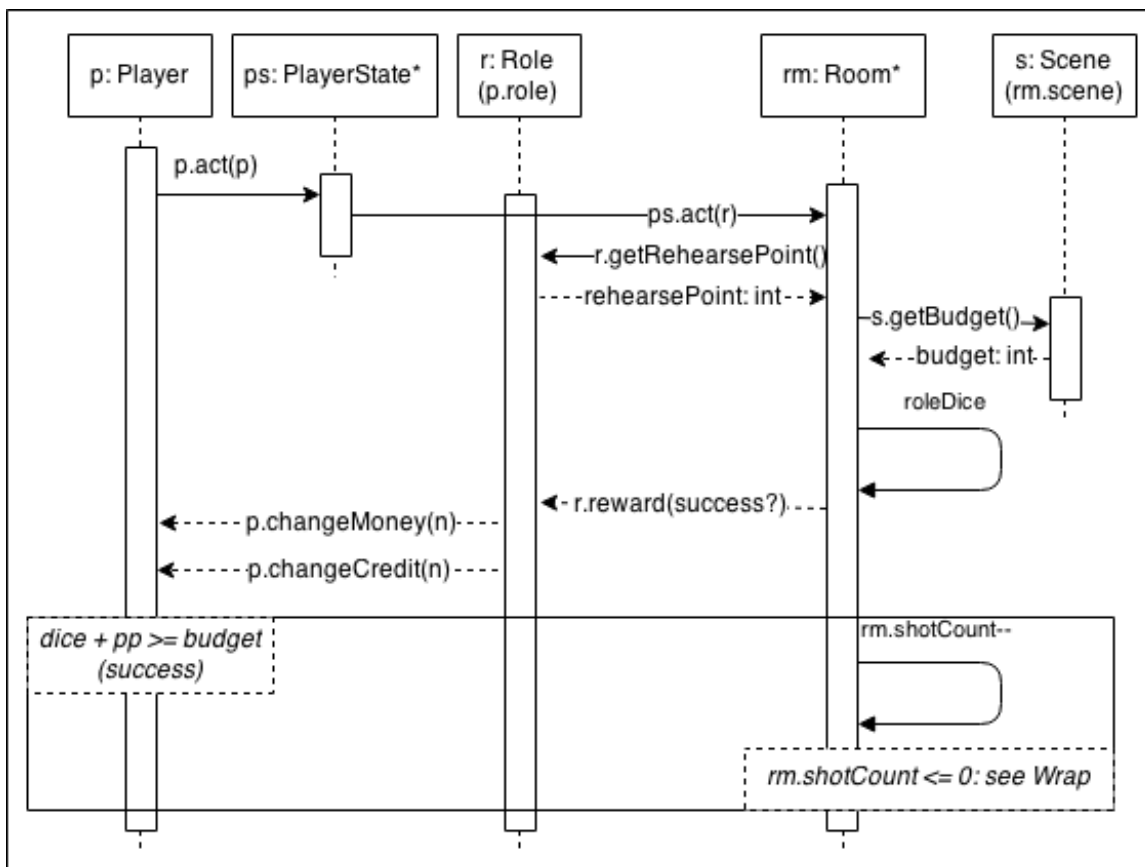 p: Player
ps: PlayerState*
r: Role
(p.role)
rm: Room*
s: Scene
(rm.scene)
p.act(p)
ps.act(r)
r.getRehearsePoint()
rehearsePoint: int
s.getBudget()
budget: int
roleDice
r.reward(success?)
p.changeMoney(n)
p.changeCredit(n)
dice + pp >= budget
(success)
rm.shotCount--
rm.shotCount <= 0: see Wrap